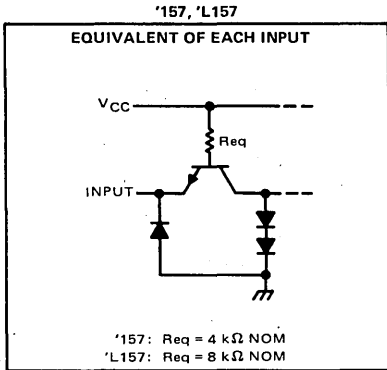 '157, 'L157
EQUIVALENT OF EACH INPUT
VCC
Req
INPUT
'157: Req = 4 kΩ NOM
'L157: Req = 8 kΩ NOM